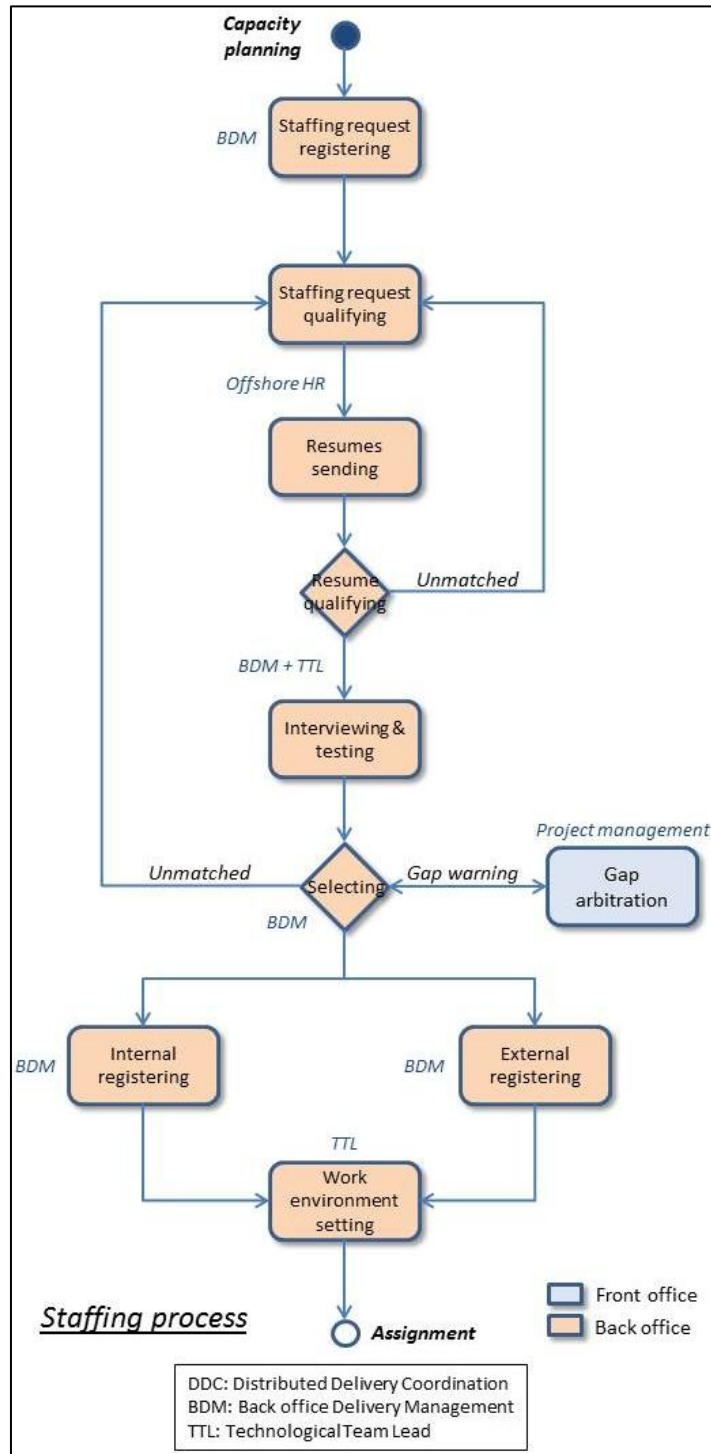 Capacity
planning
BDM
Staffing request
registering
Staffing request
qualifying
Offshore HR
Resumes
sending
Resume
qualifying
Unmatched
BDM + TTL
Interviewing &
testing
Project management
Unmatched
Selecting
Gap warning
Gap
arbitration
BDM
BDM
Internal
registering
BDM
External
registering
TTL
Work
environment
setting
Staffing process
Assignment
Front office
Back office
DDC: Distributed Delivery Coordination
BDM: Back office Delivery Management
TTL: Technological Team Lead